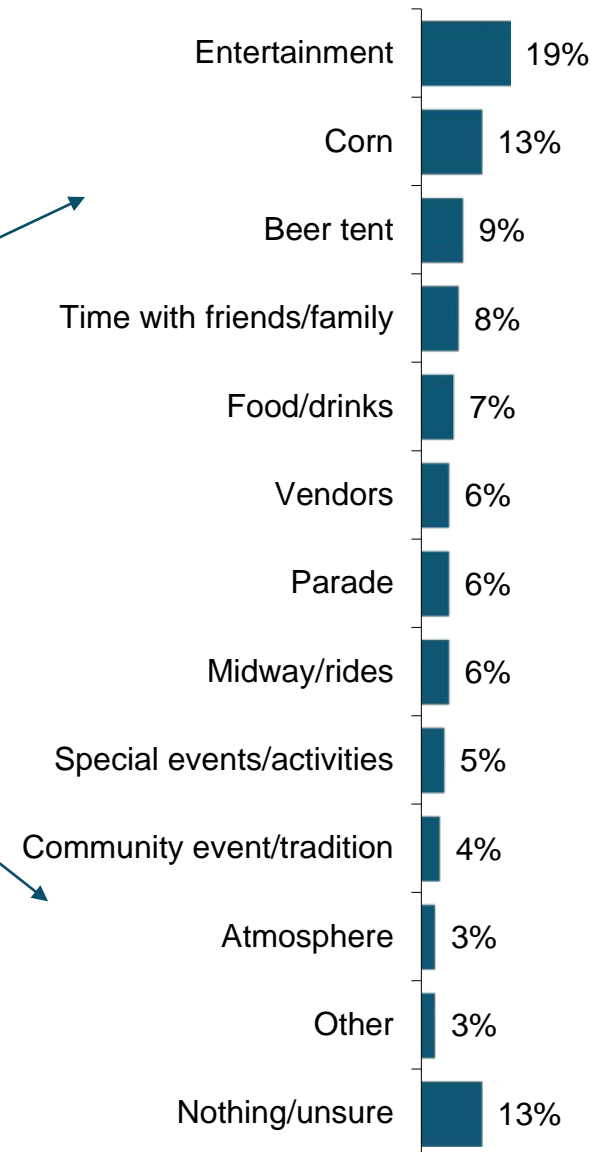 Entertainment 19%
Corn 13%
Beer tent 9%
Time with friends/family 8%
Food/drinks 7%
Vendors 6%
Parade 6%
Midway/rides 6%
Special events/activities 5%
Community event/tradition 4%
Atmosphere 3%
Other 3%
Nothing/unsure 13%